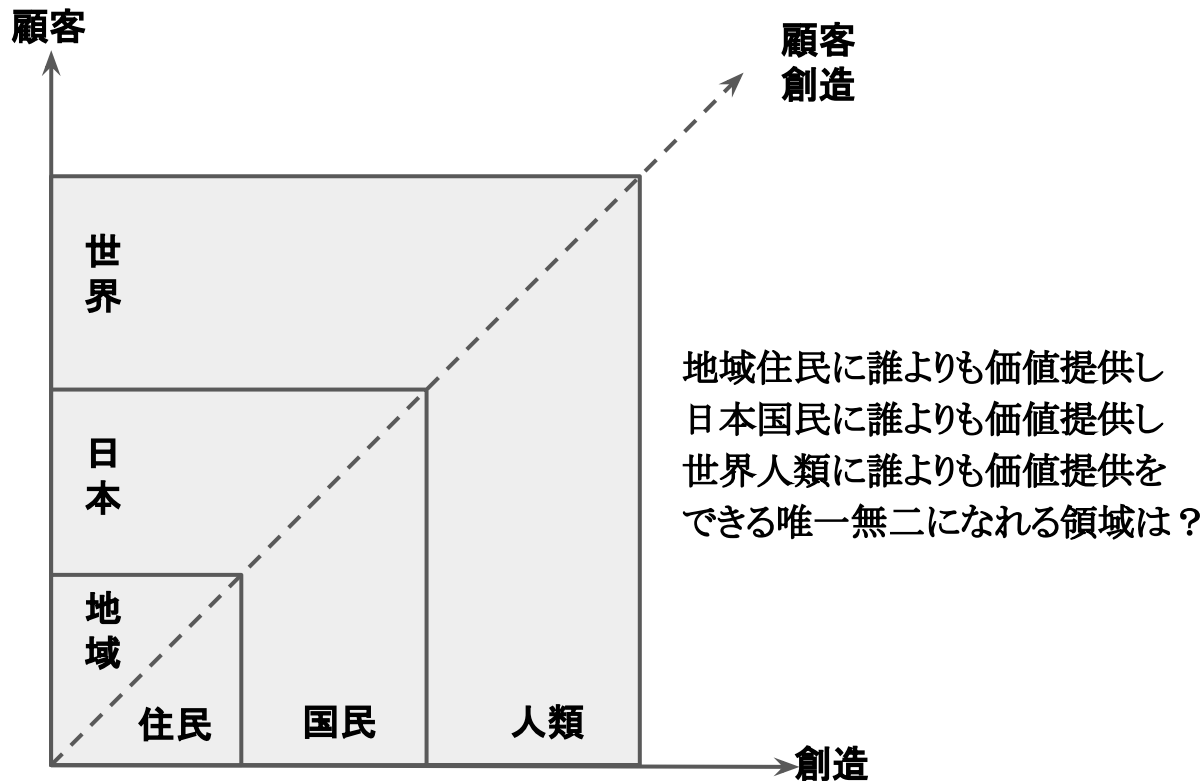 顧客
顧客
創造
世
界
地域住民に誰よりも価値提供し
日本国民に誰よりも価値提供し
世界人類に誰よりも価値提供を
できる唯一無二になれる領域は？
日
本
地
域
住民
国民
人類
創造